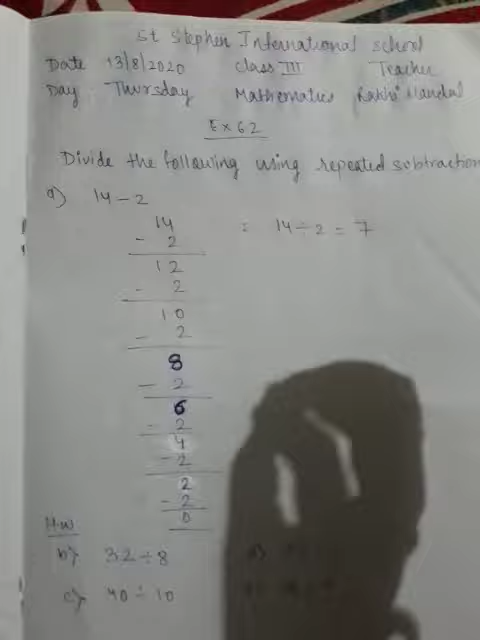 St Stephen International school
Date 13/8/2020 Class III Teacher
Day Thursday Mathematics Rakhi Mandal
Ex 62
Divide the following using repeated subtraction
a) 14 - 2
14 = 14 ÷ 2 = 7
- 2
12
- 2
10
- 2
8
- 2
6
- 2
4
- 2
2
- 2
0
H.W
b) 32 ÷ 8
c) 40 ÷ 10